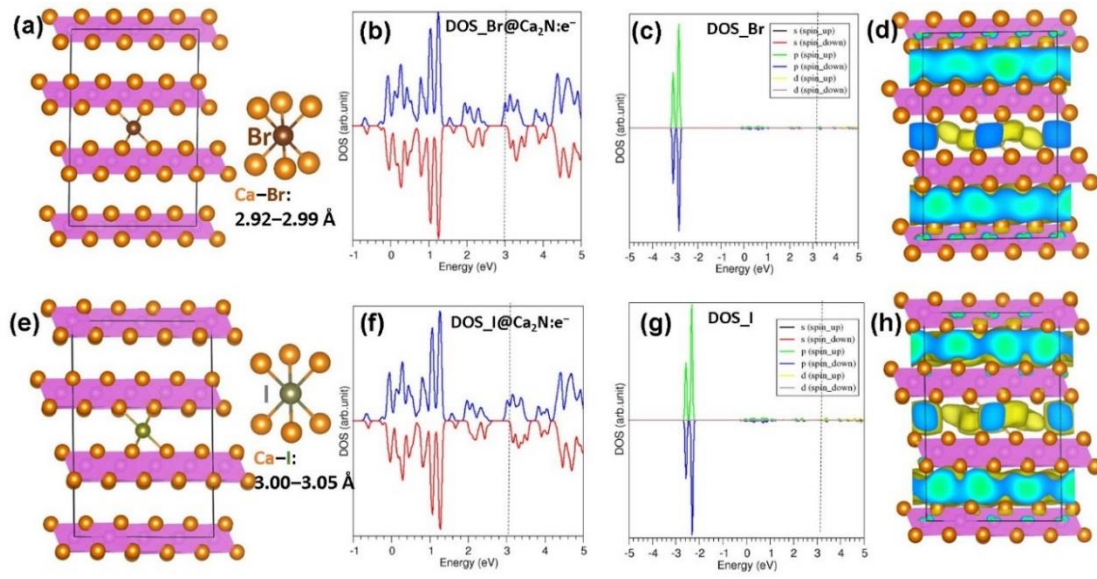 (a)
Br
Ca–Br:
2.92–2.99 Å
(b)
DOS_Br@Ca₂N:e⁻
DOS (arb.unit)
-1 0 1 2 3 4 5
Energy (eV)
(c)
DOS_Br
s (spin_up)
s (spin_down)
p (spin_up)
p (spin_down)
d (spin_up)
d (spin_down)
DOS (arb.unit)
-5 -4 -3 -2 -1 0 1 2 3 4 5
Energy (eV)
(d)
(e)
I
Ca–I:
3.00–3.05 Å
(f)
DOS_I@Ca₂N:e⁻
DOS (arb.unit)
-1 0 1 2 3 4 5
Energy (eV)
(g)
DOS_I
s (spin_up)
s (spin_down)
p (spin_up)
p (spin_down)
d (spin_up)
d (spin_down)
DOS (arb.unit)
-5 -4 -3 -2 -1 0 1 2 3 4 5
Energy (eV)
(h)